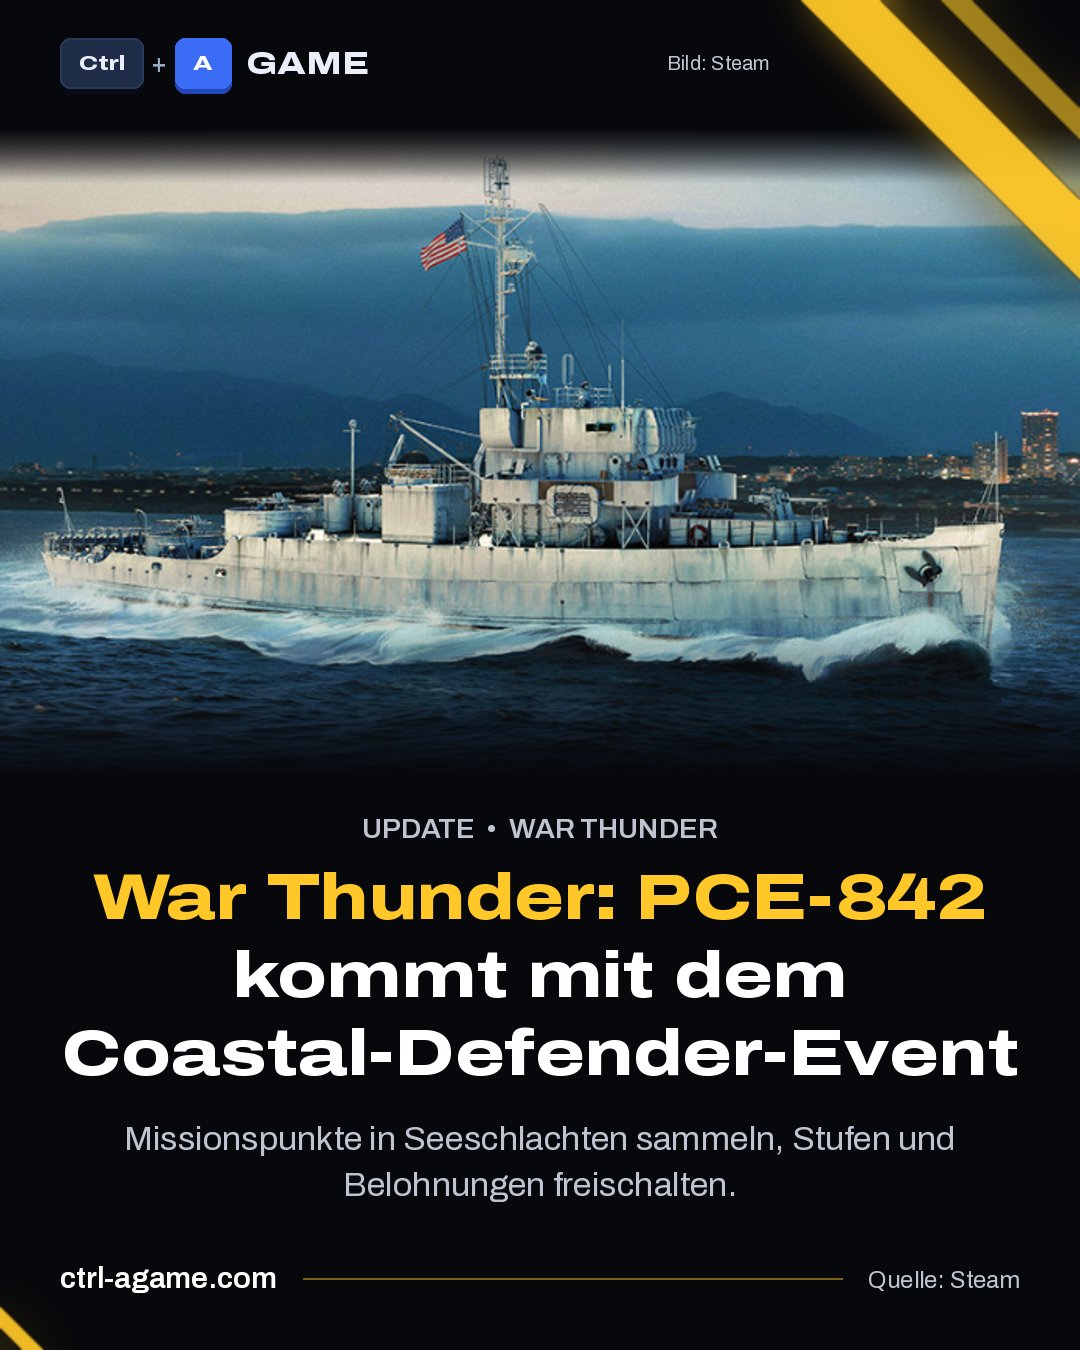 Ctrl + A GAME
Bild: Steam
UPDATE • WAR THUNDER
War Thunder: PCE-842
kommt mit dem
Coastal-Defender-Event
Missionspunkte in Seeschlachten sammeln, Stufen und
Belohnungen freischalten.
ctrl-agame.com
Quelle: Steam